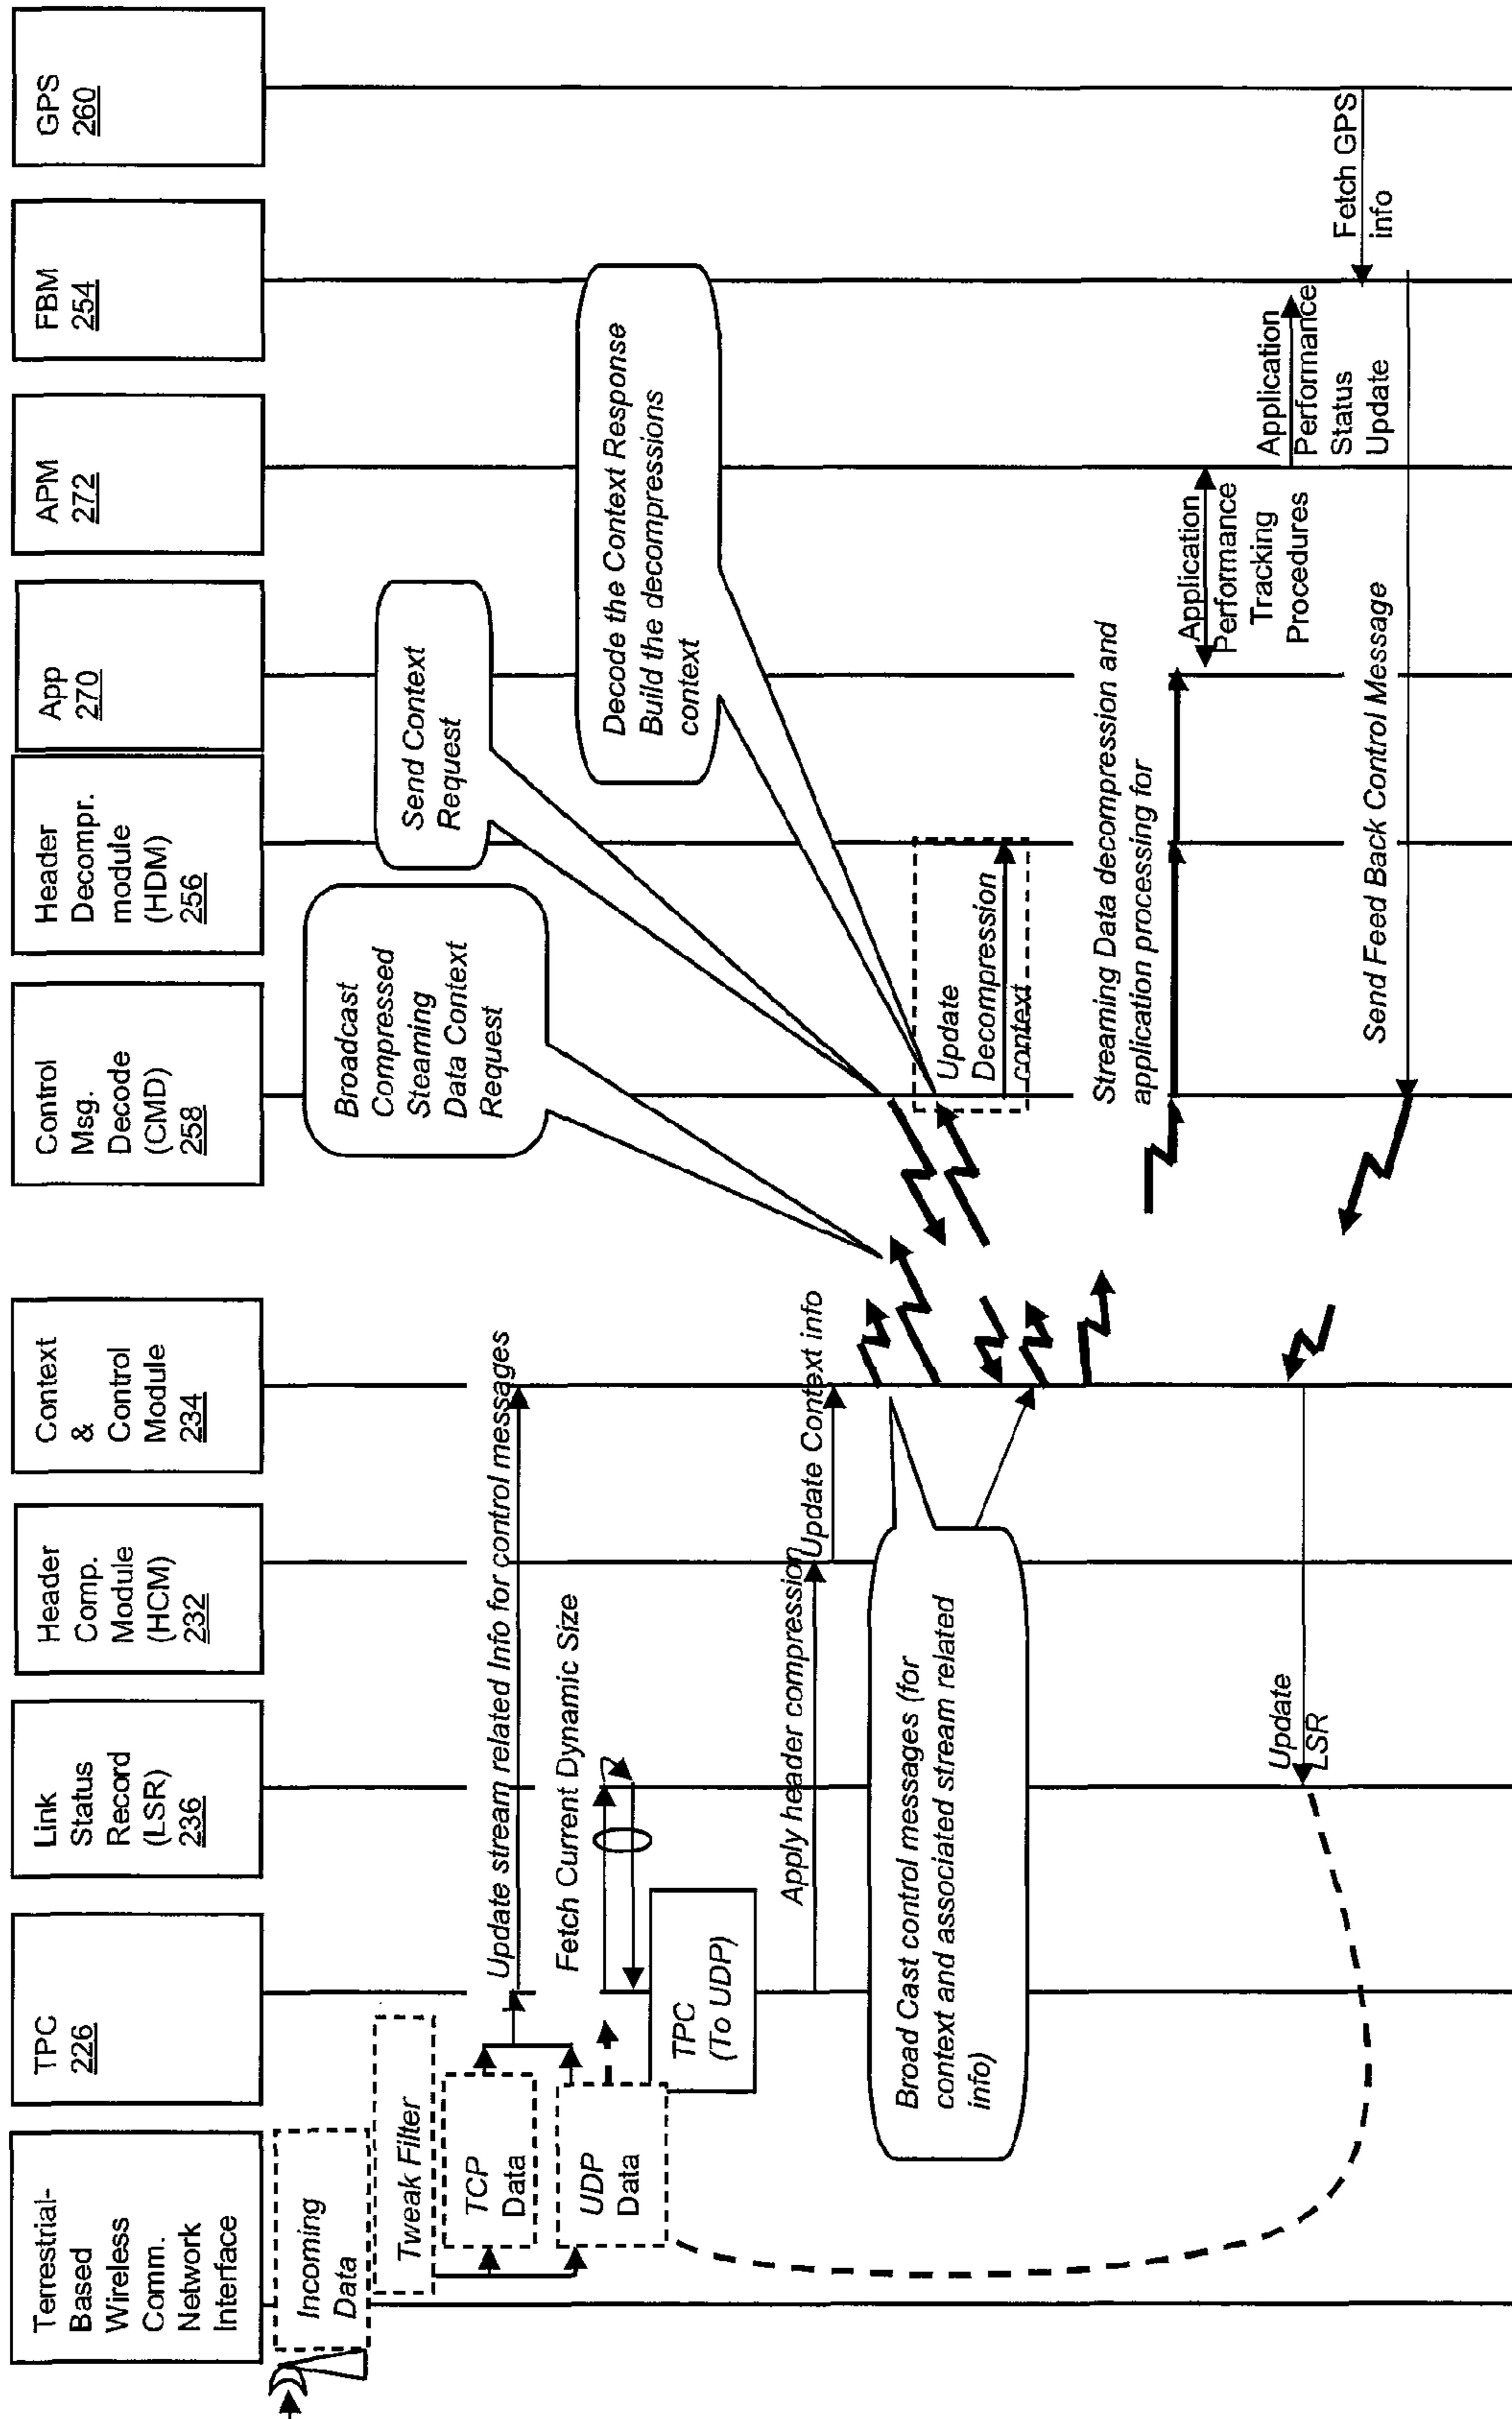 Terrestrial-
Based
Wireless
Comm.
Network
Interface
TPC
226
Link
Status
Record
(LSR)
236
Header
Comp.
Module
(HCM)
232
Context
&
Control
Module
234
Control
Msg.
Decode
(CMD)
258
Header
Decompr.
module
(HDM)
256
App
270
APM
272
FBM
254
GPS
260
Incoming
Data
Tweak Filter
TCP
Data
UDP
Data
Update stream related Info for control messages
Fetch Current Dynamic Size
TPC
(To UDP)
Apply header compression
Update Context info
Broad Cast control messages (for
context and associated stream related
info)
Broadcast
Compressed
Steaming
Data Context
Request
Send Context
Request
Decode the Context Response
Build the decompressions
context
Update
Decompression
context
Streaming Data decompression and
application processing for
Application
Performance
Tracking
Procedures
Application
Performance
Status
Update
Fetch GPS
info
Send Feed Back Control Message
Update
LSR